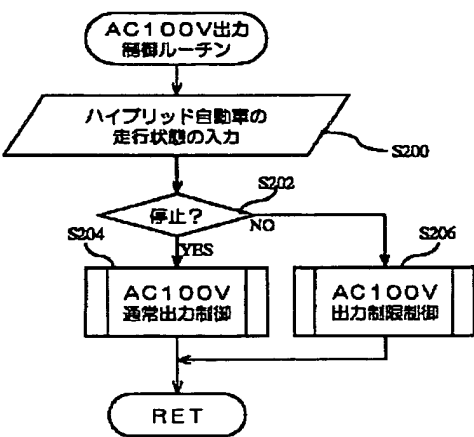 AC100V出力
制御ルーチン
ハイブリッド自動車の
走行状態の入力
S200
S202
停止?
NO
YES
S204
AC100V
通常出力制御
S206
AC100V
出力制限制御
RET